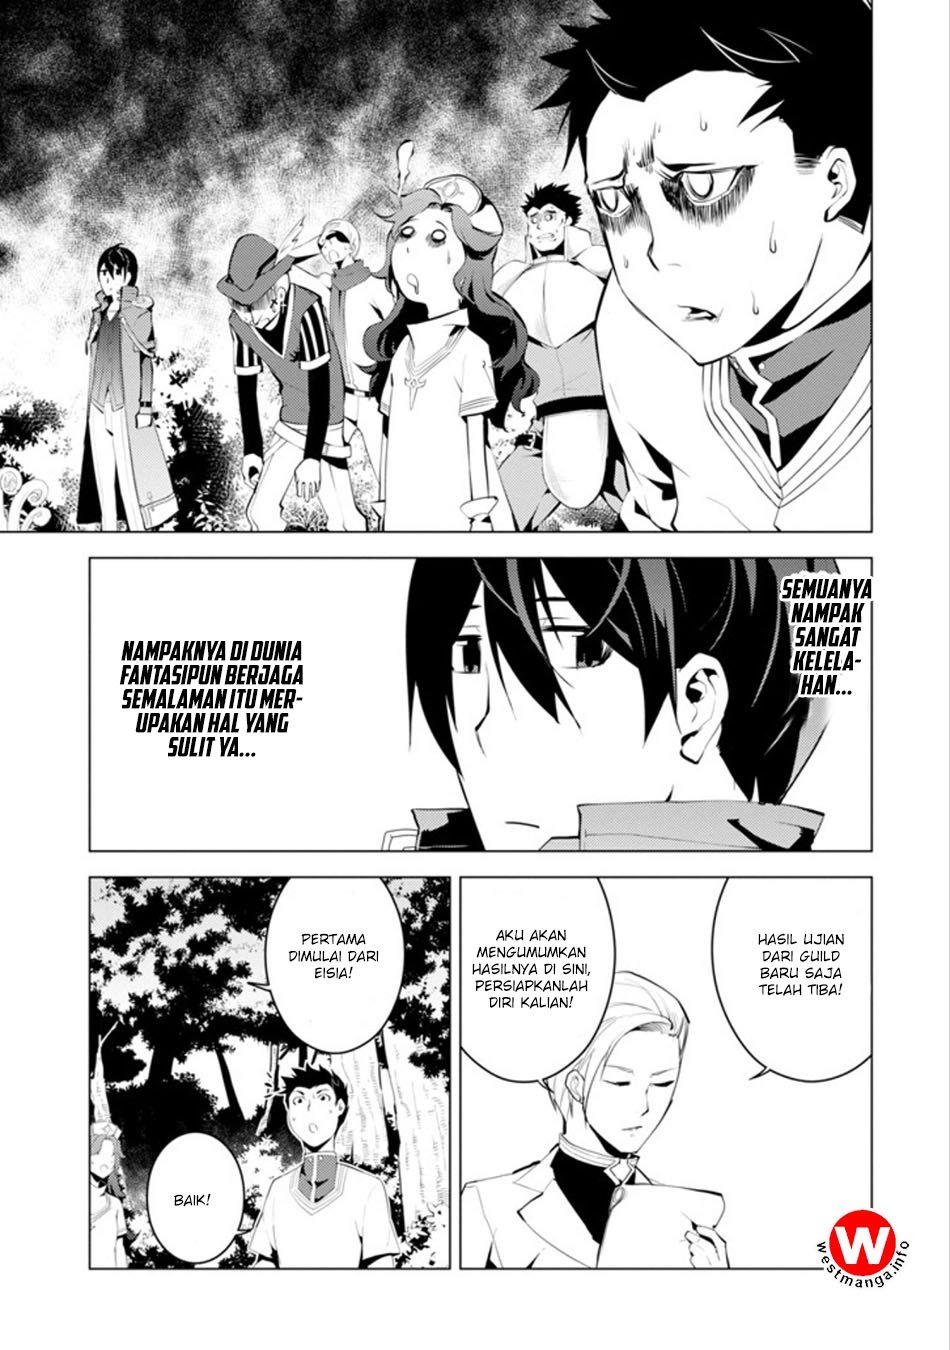 SEMUANYA
NAMPAK
SANGAT
KELELA-
HAN...
NAMPAKNYA DI DUNIA
FANTASIPUN BERJAGA
SEMALAMAN ITU MER-
UPAKAN HAL YANG
SULIT YA...
HASIL UJIAN
DARI GUILD
BARU SAJA
TELAH TIBA!
AKU AKAN
MENGUMUMKAN
HASILNYA DI SINI,
PERSIAPKANLAH
DIRI KALIAN!
PERTAMA
DIMULAI DARI
EISIA!
BAIK!
W
westmanga.info